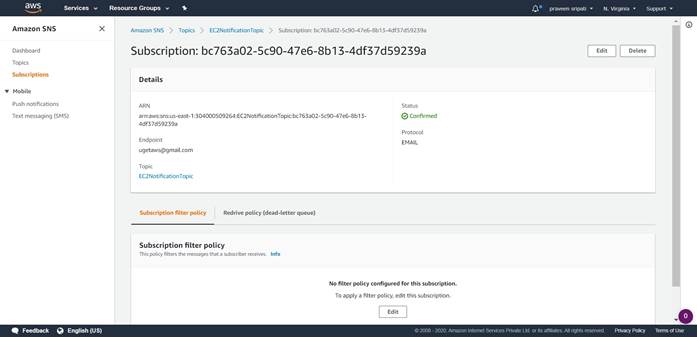 aws Services Resource Groups praveen sripati N. Virginia Support
Amazon SNS
Dashboard
Topics
Subscriptions
Mobile
Push notifications
Text messaging (SMS)
Amazon SNS > Topics > EC2NotificationTopic > Subscription: bc763a02-5c90-47e6-8b13-4df37d59239a
Subscription: bc763a02-5c90-47e6-8b13-4df37d59239a
Edit Delete
Details
ARN
arn:aws:sns:us-east-1:304000509264:EC2NotificationTopic:bc763a02-5c90-47e6-8b13-
4df37d59239a
Endpoint
ugetaws@gmail.com
Topic
EC2NotificationTopic
Status
Confirmed
Protocol
EMAIL
Subscription filter policy Redrive policy (dead-letter queue)
Subscription filter policy
This policy filters the messages that a subscriber receives. Info
No filter policy configured for this subscription.
To apply a filter policy, edit this subscription.
Edit
0
Feedback English (US) © 2008 - 2020, Amazon Internet Services Private Ltd. or its affiliates. All rights reserved. Privacy Policy Terms of Use